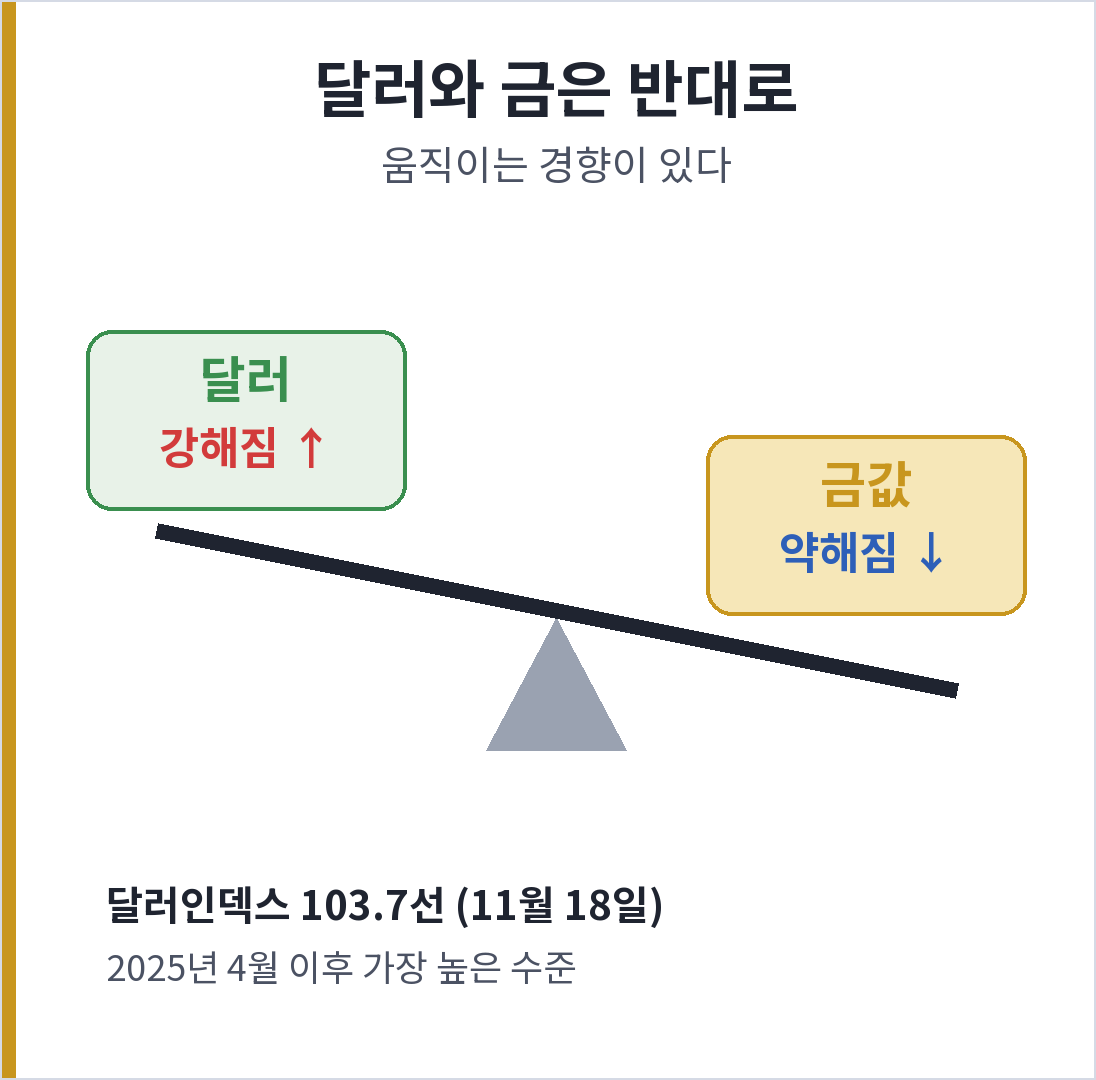 달러와 금은 반대로
움직이는 경향이 있다
달러
강해짐 ↑
금값
약해짐 ↓
달러인덱스 103.7선 (11월 18일)
2025년 4월 이후 가장 높은 수준